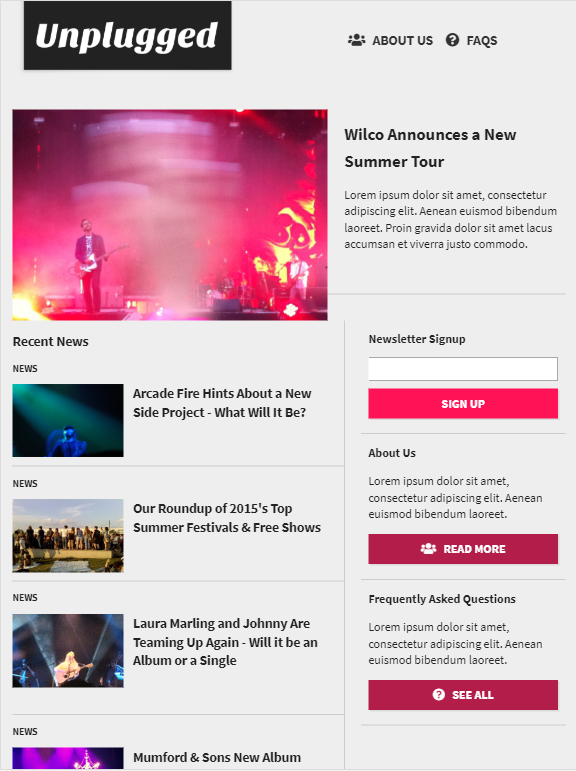 Unplugged
ABOUT US
FAQS
Wilco Announces a New
Summer Tour
Lorem ipsum dolor sit amet, consectetur
adipiscing elit. Aenean euismod bibendum
laoreet. Proin gravida dolor sit amet lacus
accumsan et viverra justo commodo.
Recent News
NEWS
Arcade Fire Hints About a New
Side Project - What Will It Be?
NEWS
Our Roundup of 2015's Top
Summer Festivals & Free Shows
NEWS
Laura Marling and Johnny Are
Teaming Up Again - Will it be an
Album or a Single
NEWS
Mumford & Sons New Album
Newsletter Signup
SIGN UP
About Us
Lorem ipsum dolor sit amet,
consectetur adipiscing elit. Aenean
euismod bibendum laoreet.
READ MORE
Frequently Asked Questions
Lorem ipsum dolor sit amet,
consectetur adipiscing elit. Aenean
euismod bibendum laoreet.
SEE ALL